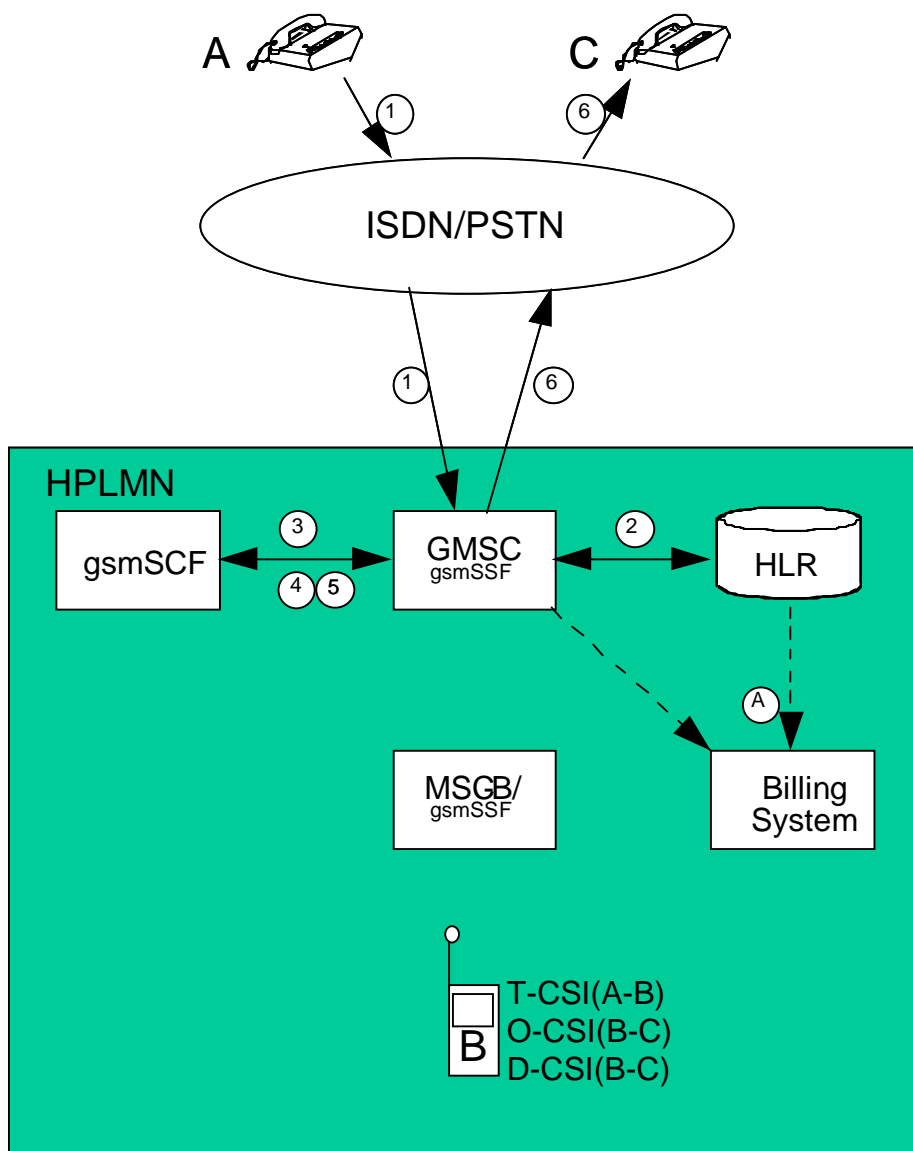 A
C
1
6
ISDN/PSTN
1
6
HPLMN
gsmSCF
3
4
5
GMSC
gsmSSF
2
HLR
A
MSCB/
gsmSSF
Billing
System
B
T-CSI(A-B)
O-CSI(B-C)
D-CSI(B-C)